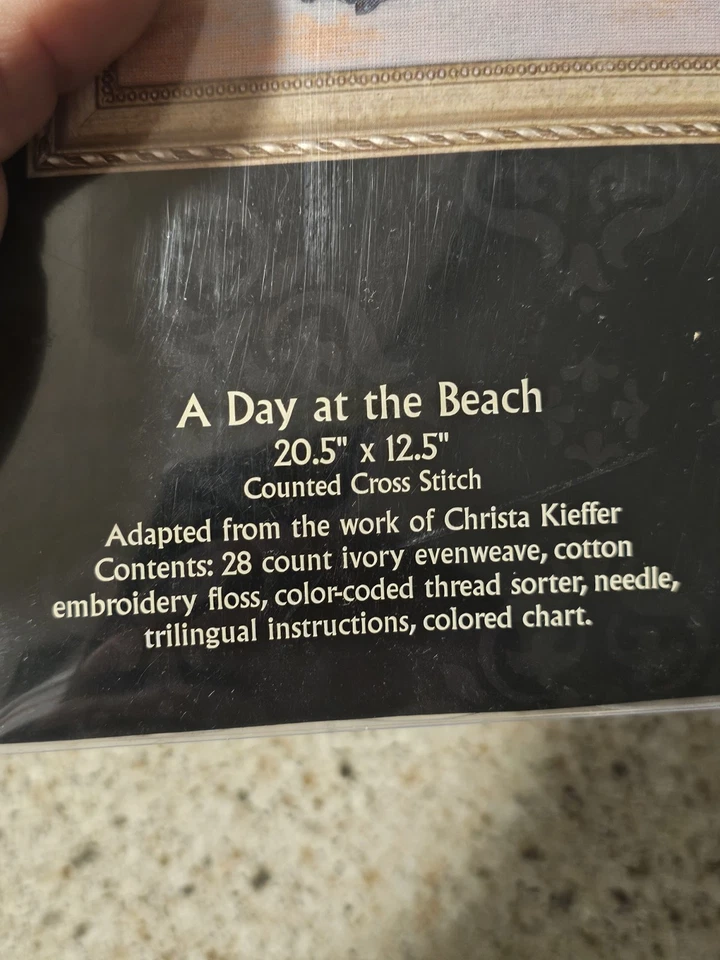 A Day at the Beach
20.5" x 12.5"
Counted Cross Stitch
Adapted from the work of Christa Kieffer
Contents: 28 count ivory evenweave, cotton
embroidery floss, color-coded thread sorter, needle,
trilingual instructions, colored chart.